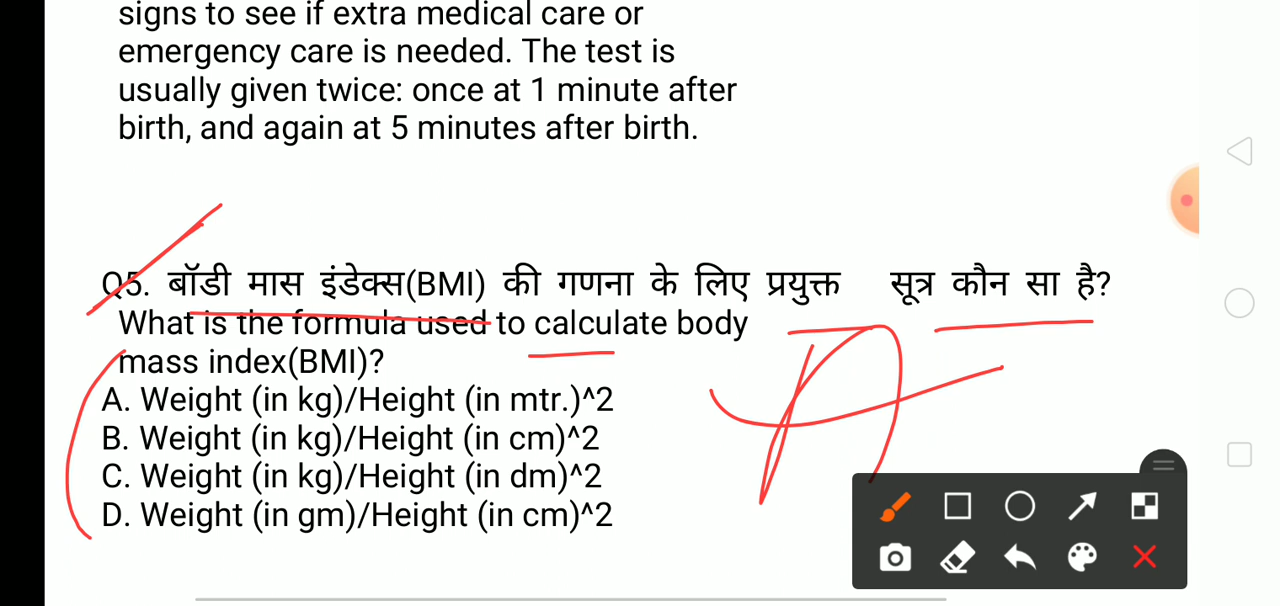 signs to see if extra medical care or
emergency care is needed. The test is
usually given twice: once at 1 minute after
birth, and again at 5 minutes after birth.
Q5. बॉडी मास इंडेक्स(BMI) की गणना के लिए प्रयुक्त सूत्र कौन सा है?
What is the formula used to calculate body
mass index(BMI)?
A. Weight (in kg)/Height (in mtr.)^2
B. Weight (in kg)/Height (in cm)^2
C. Weight (in kg)/Height (in dm)^2
D. Weight (in gm)/Height (in cm)^2
A